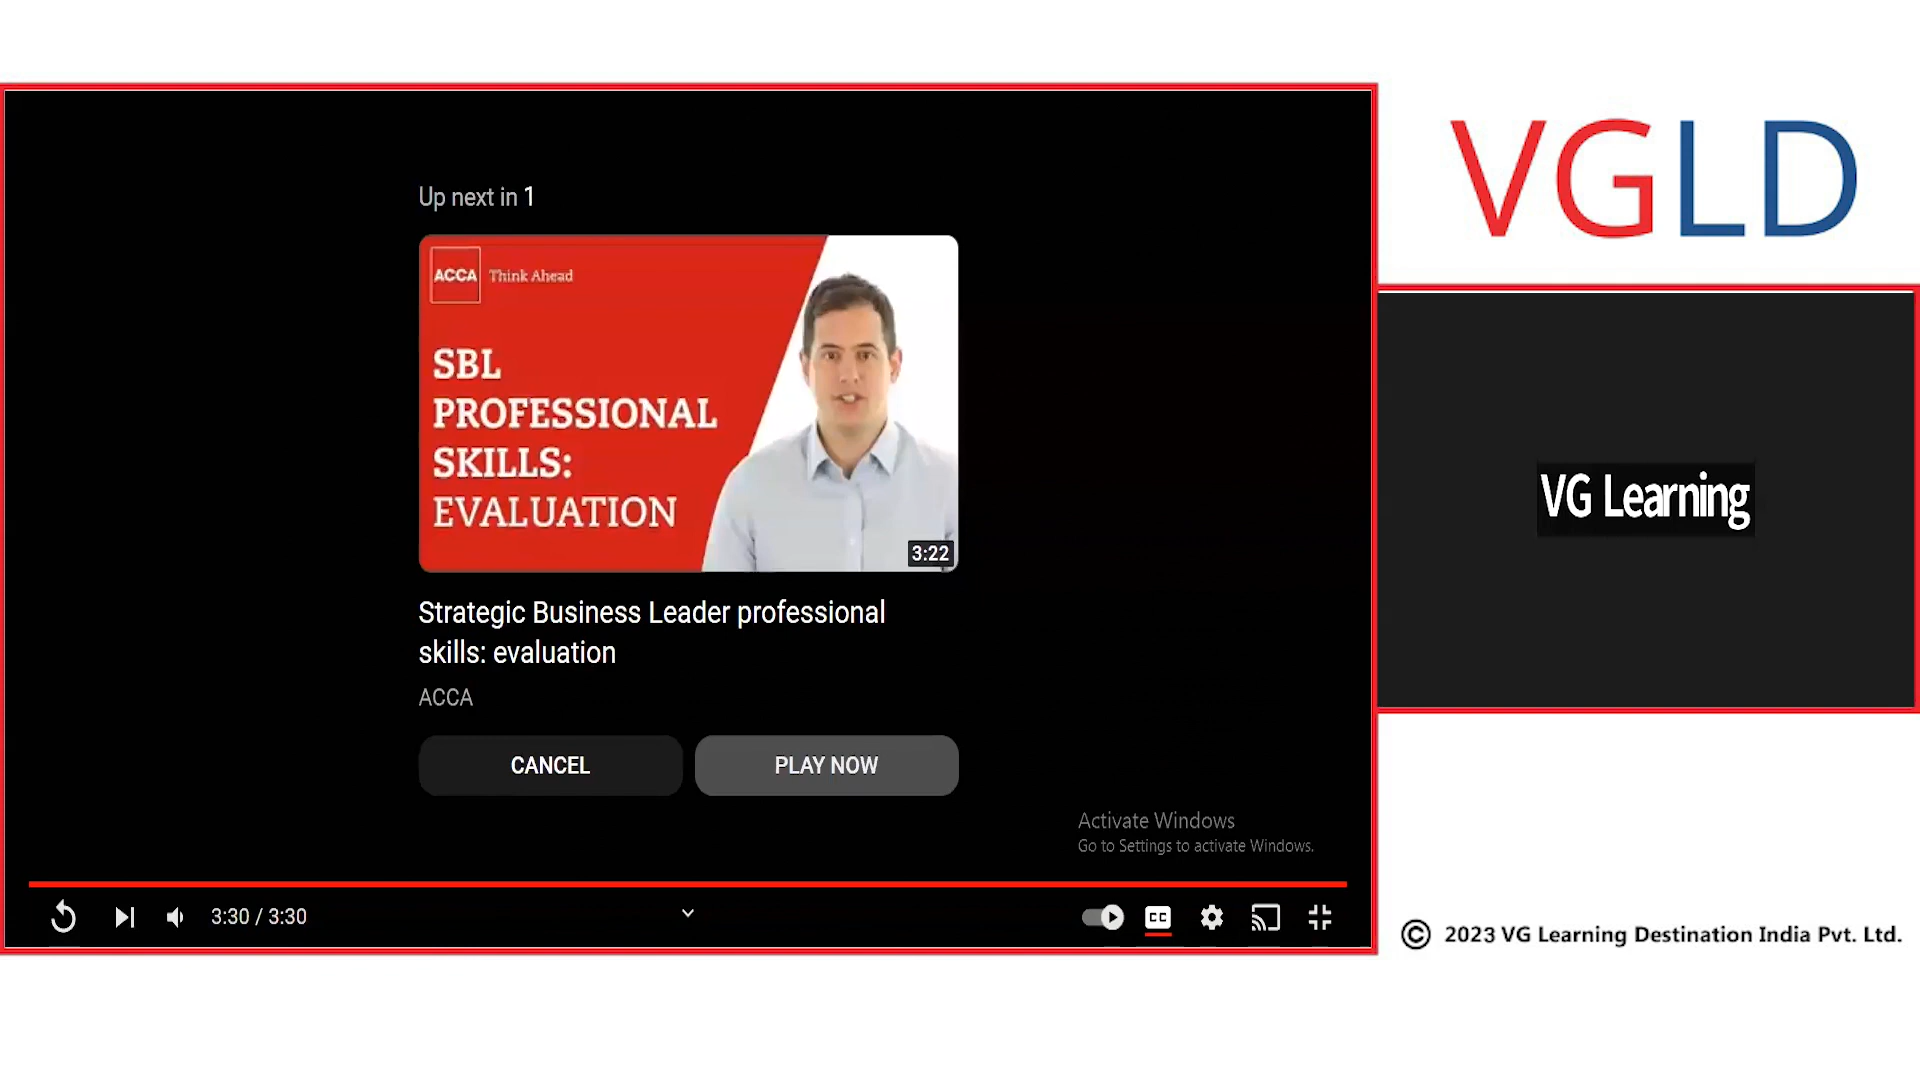 VGLD
Up next in 1
ACCA Think Ahead
SBL
PROFESSIONAL
SKILLS:
EVALUATION
3:22
Strategic Business Leader professional
skills: evaluation
ACCA
CANCEL
PLAY NOW
VG Learning
Activate Windows
Go to Settings to activate Windows.
3:30 / 3:30
CC
© 2023 VG Learning Destination India Pvt. Ltd.